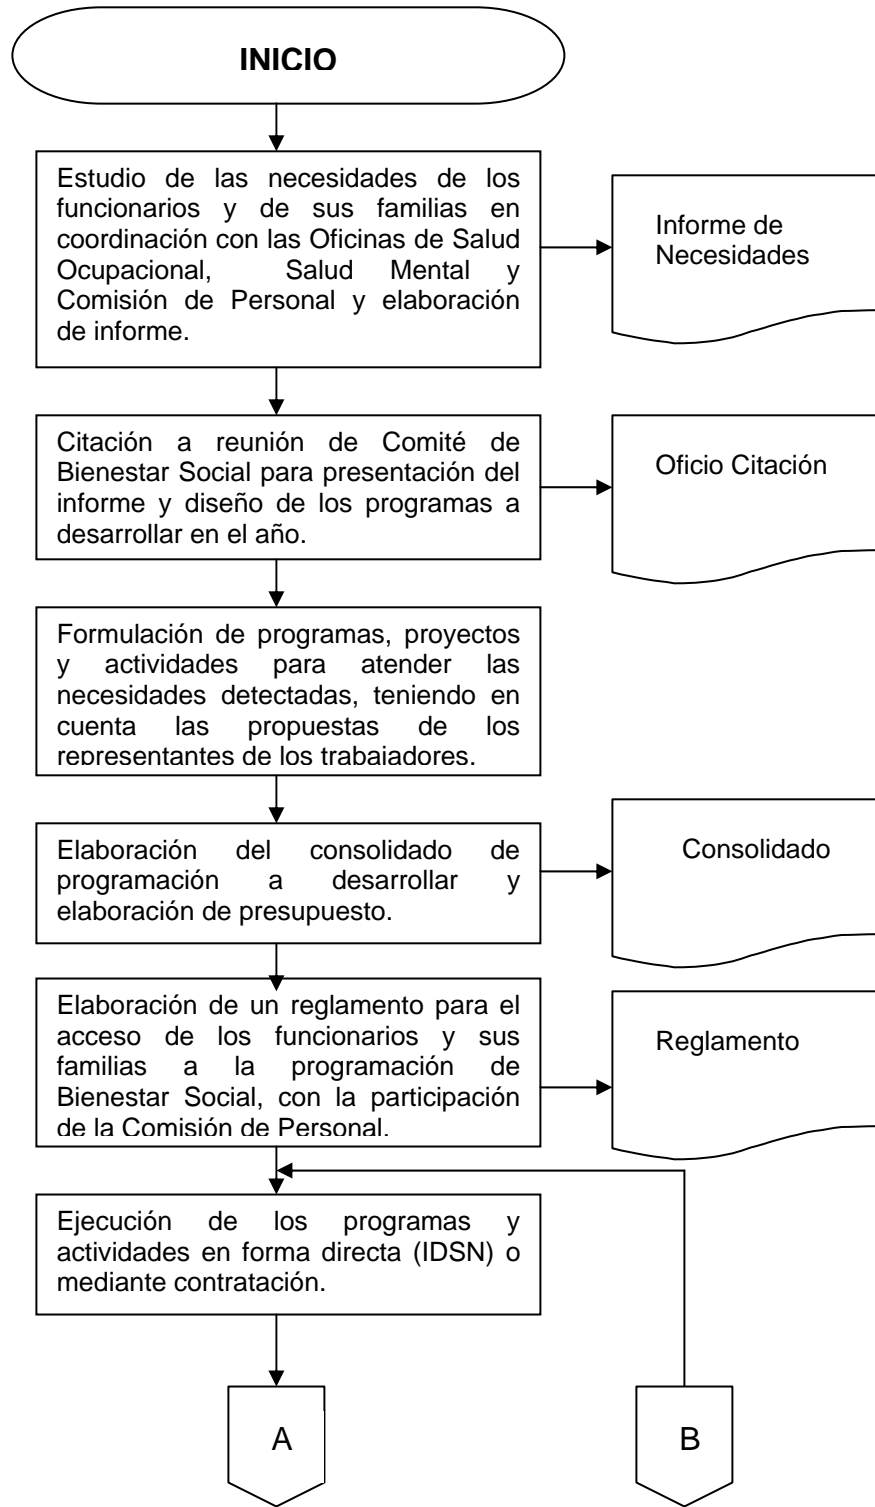 INICIO
Estudio de las necesidades de los
funcionarios y de sus familias en
coordinación con las Oficinas de Salud
Ocupacional, Salud Mental y
Comisión de Personal y elaboración
de informe.
Informe de
Necesidades
Citación a reunión de Comité de
Bienestar Social para presentación del
informe y diseño de los programas a
desarrollar en el año.
Oficio Citación
Formulación de programas, proyectos
y actividades para atender las
necesidades detectadas, teniendo en
cuenta las propuestas de los
representantes de los trabajadores.
Elaboración del consolidado de
programación a desarrollar y
elaboración de presupuesto.
Consolidado
Elaboración de un reglamento para el
acceso de los funcionarios y sus
familias a la programación de
Bienestar Social, con la participación
de la Comisión de Personal.
Reglamento
Ejecución de los programas y
actividades en forma directa (IDSN) o
mediante contratación.
A
B